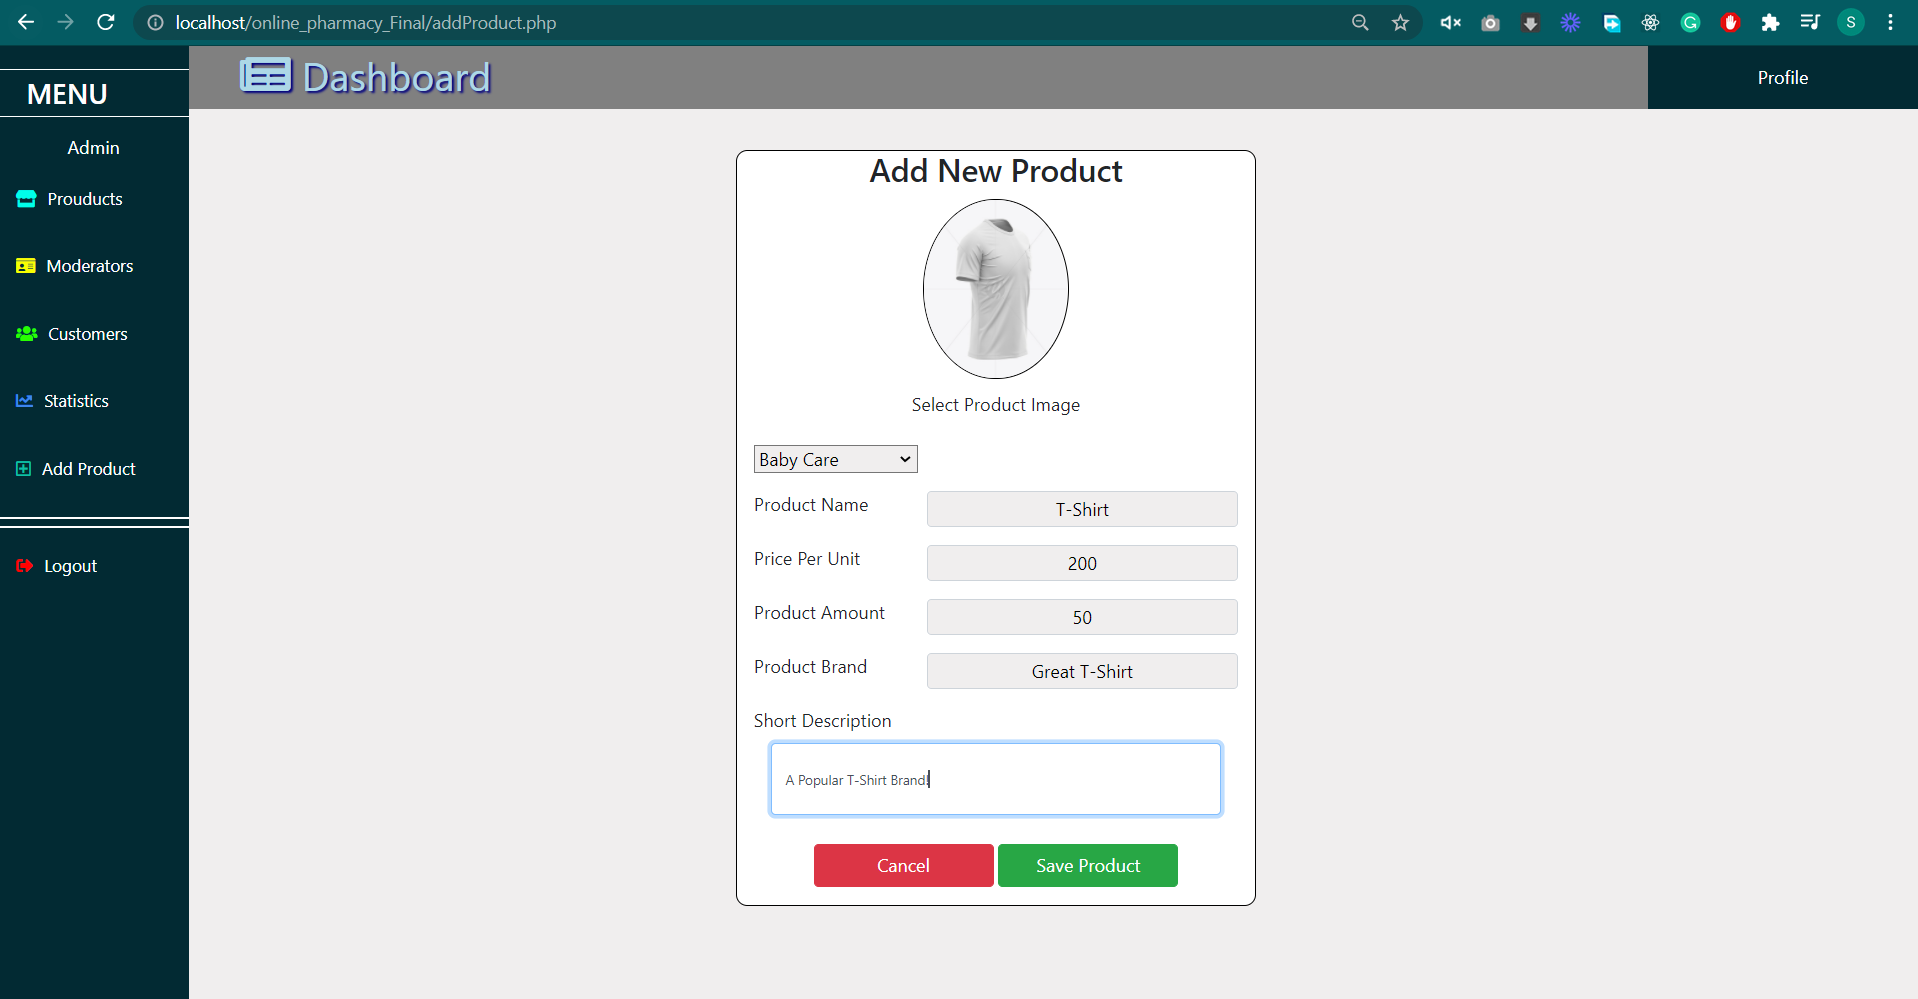 localhost/online_pharmacy_Final/addProduct.php
S
MENU
Dashboard
Profile
Admin
Prouducts
Moderators
Customers
Statistics
Add Product
Logout
Add New Product
Select Product Image
Baby Care
Product Name
T-Shirt
Price Per Unit
200
Product Amount
50
Product Brand
Great T-Shirt
Short Description
A Popular T-Shirt Brand!
Cancel
Save Product